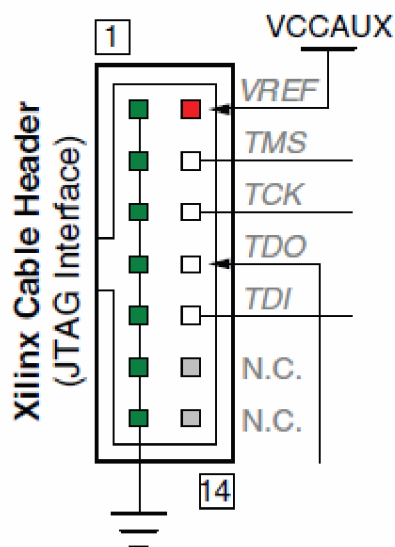 VCCAUX
1
VREF
TMS
TCK
TDO
TDI
N.C.
N.C.
14
Xilinx Cable Header
(JTAG Interface)